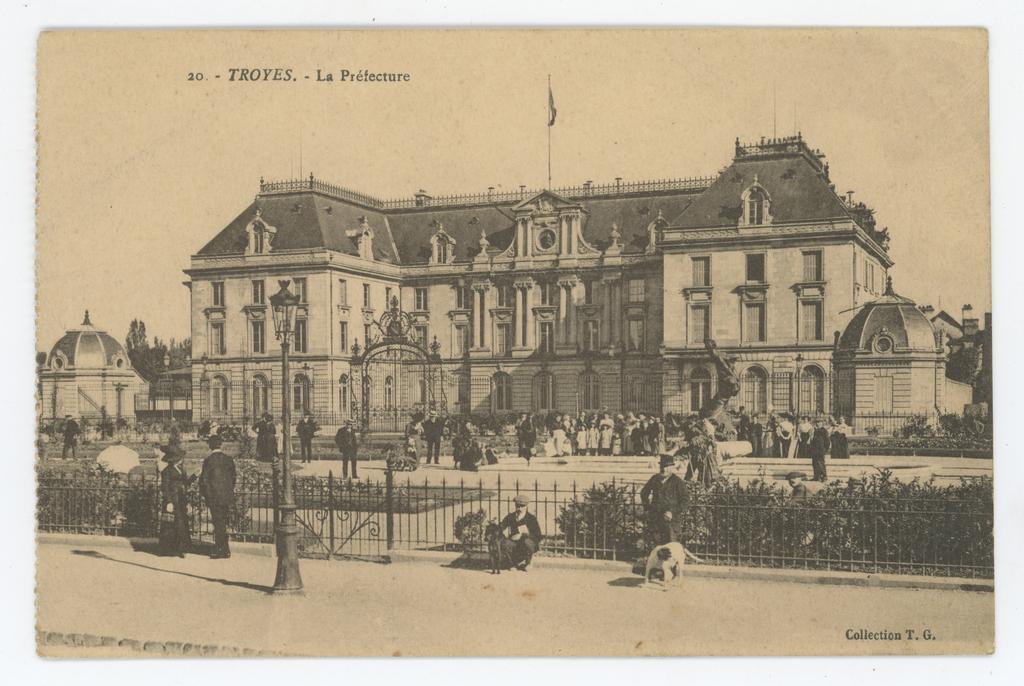 20. - TROYES. - La Préfecture
Collection T. G.